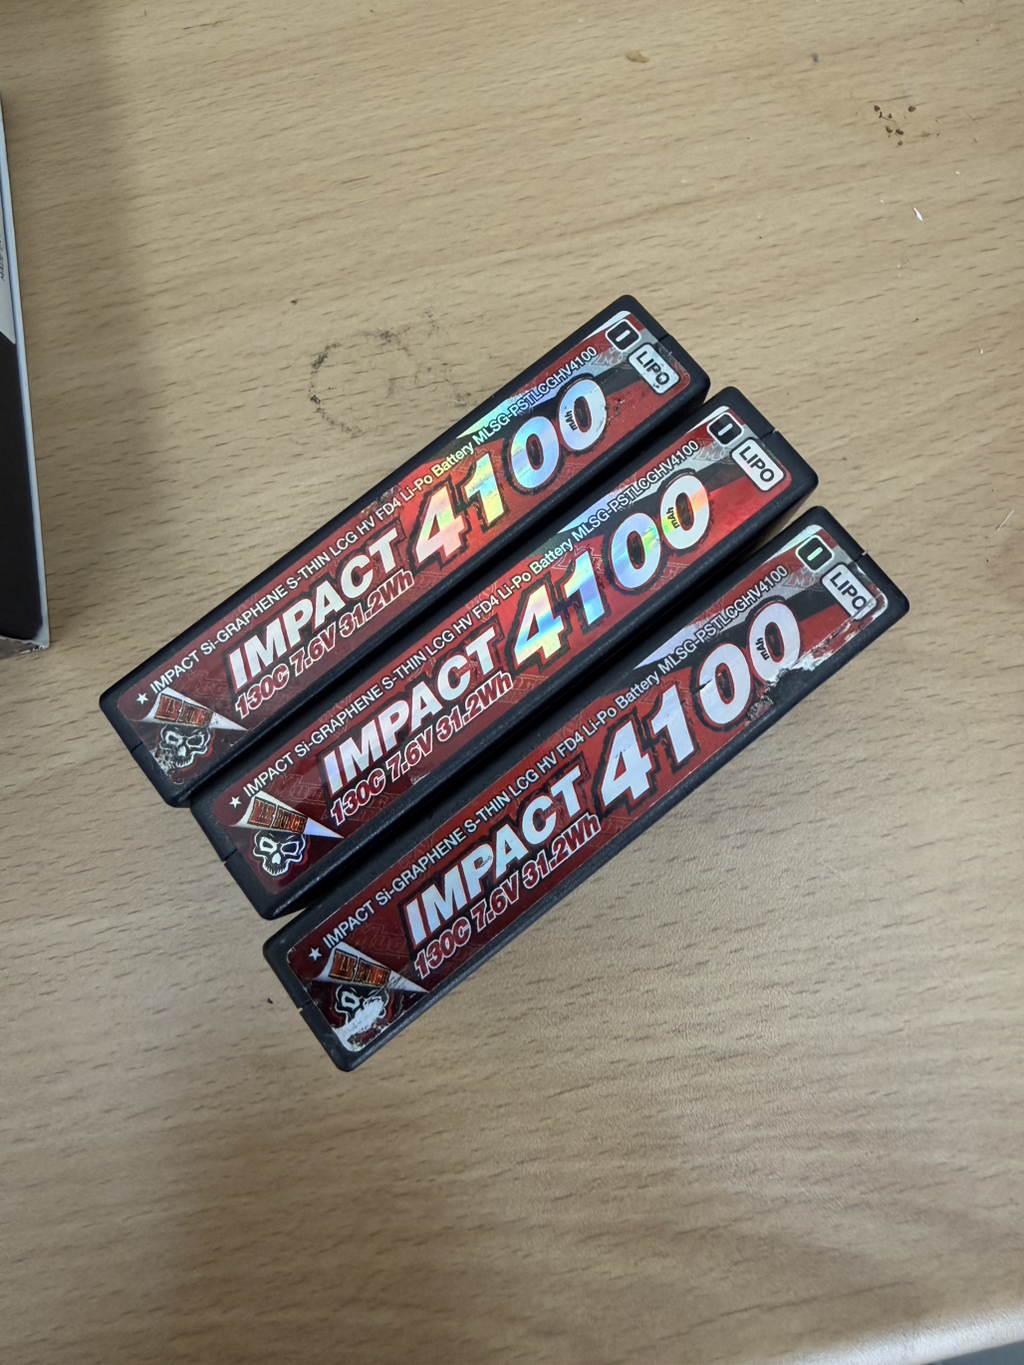 ★ IMPACT Si-GRAPHENE S-THIN LCG HV FD4 Li-Po Battery MLSG-PSTLCGHV4100
LIPO
IMPACT 4100 mAh
130C 7.6V 31.2Wh
★ IMPACT Si-GRAPHENE S-THIN LCG HV FD4 Li-Po Battery MLSG-PSTLCGHV4100
LIPO
IMPACT 4100 mAh
130C 7.6V 31.2Wh
★ IMPACT Si-GRAPHENE S-THIN LCG HV FD4 Li-Po Battery MLSG-PSTLCGHV4100
LIPO
IMPACT 4100 mAh
130C 7.6V 31.2Wh